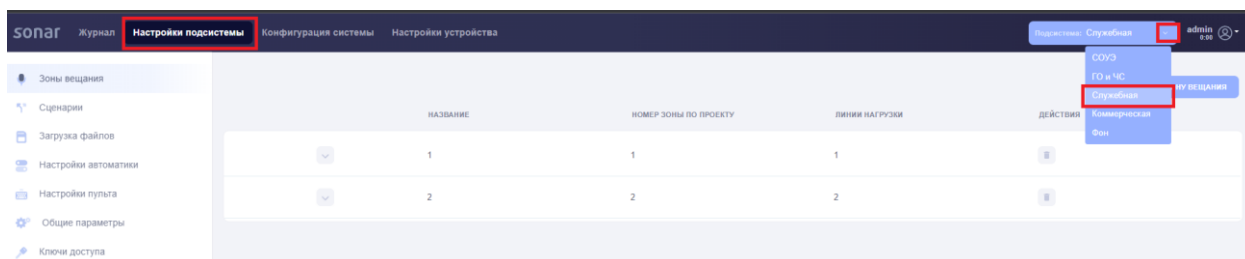 sonar Журнал Настройки подсистемы Конфигурация системы Настройки устройства Подсистема: Служебная admin
0:00
СОУЭ
ГО и ЧС
Служебная
Коммерческая
Фон
НУ ВЕЩАНИЯ
Зоны вещания
Сценарии
Загрузка файлов
Настройки автоматики
Настройки пульта
Общие параметры
Ключи доступа
НАЗВАНИЕ НОМЕР ЗОНЫ ПО ПРОЕКТУ ЛИНИИ НАГРУЗКИ ДЕЙСТВИЯ
1 1 1
2 2 2